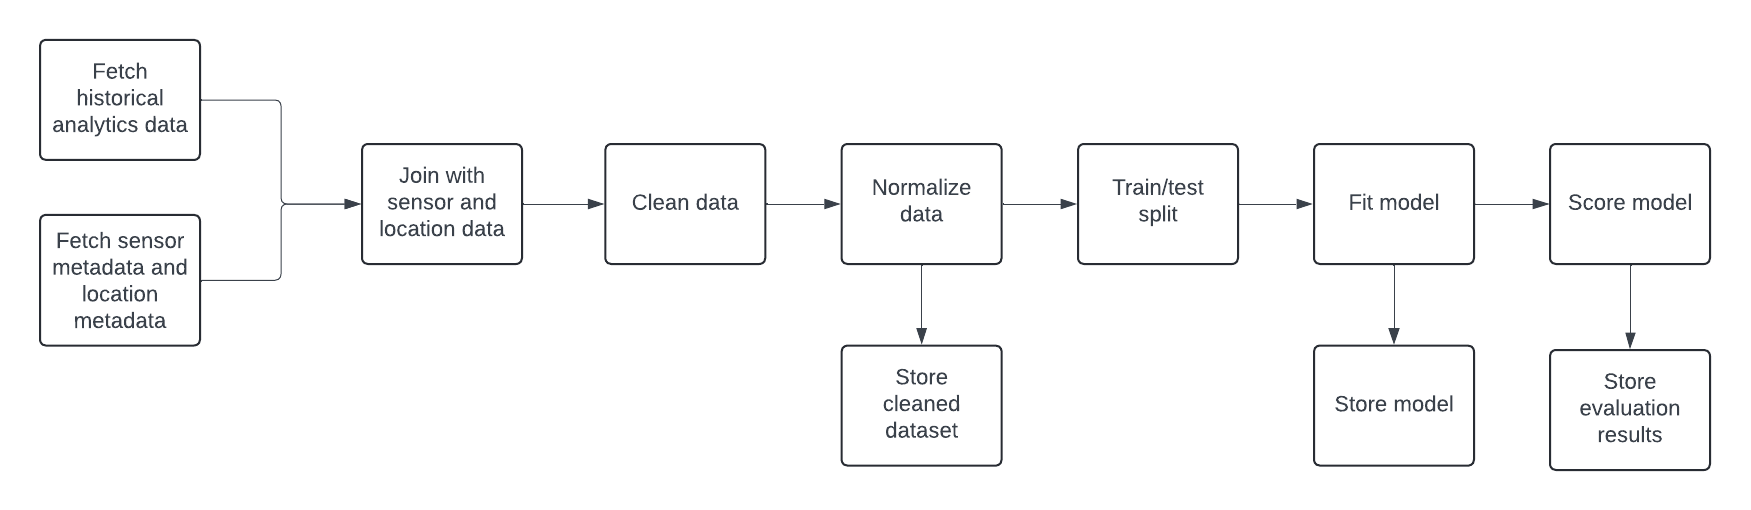 Fetch
historical
analytics data
Fetch sensor
metadata and
location
metadata
Join with
sensor and
location data
Clean data
Normalize
data
Train/test
split
Fit model
Score model
Store
cleaned
dataset
Store model
Store
evaluation
results